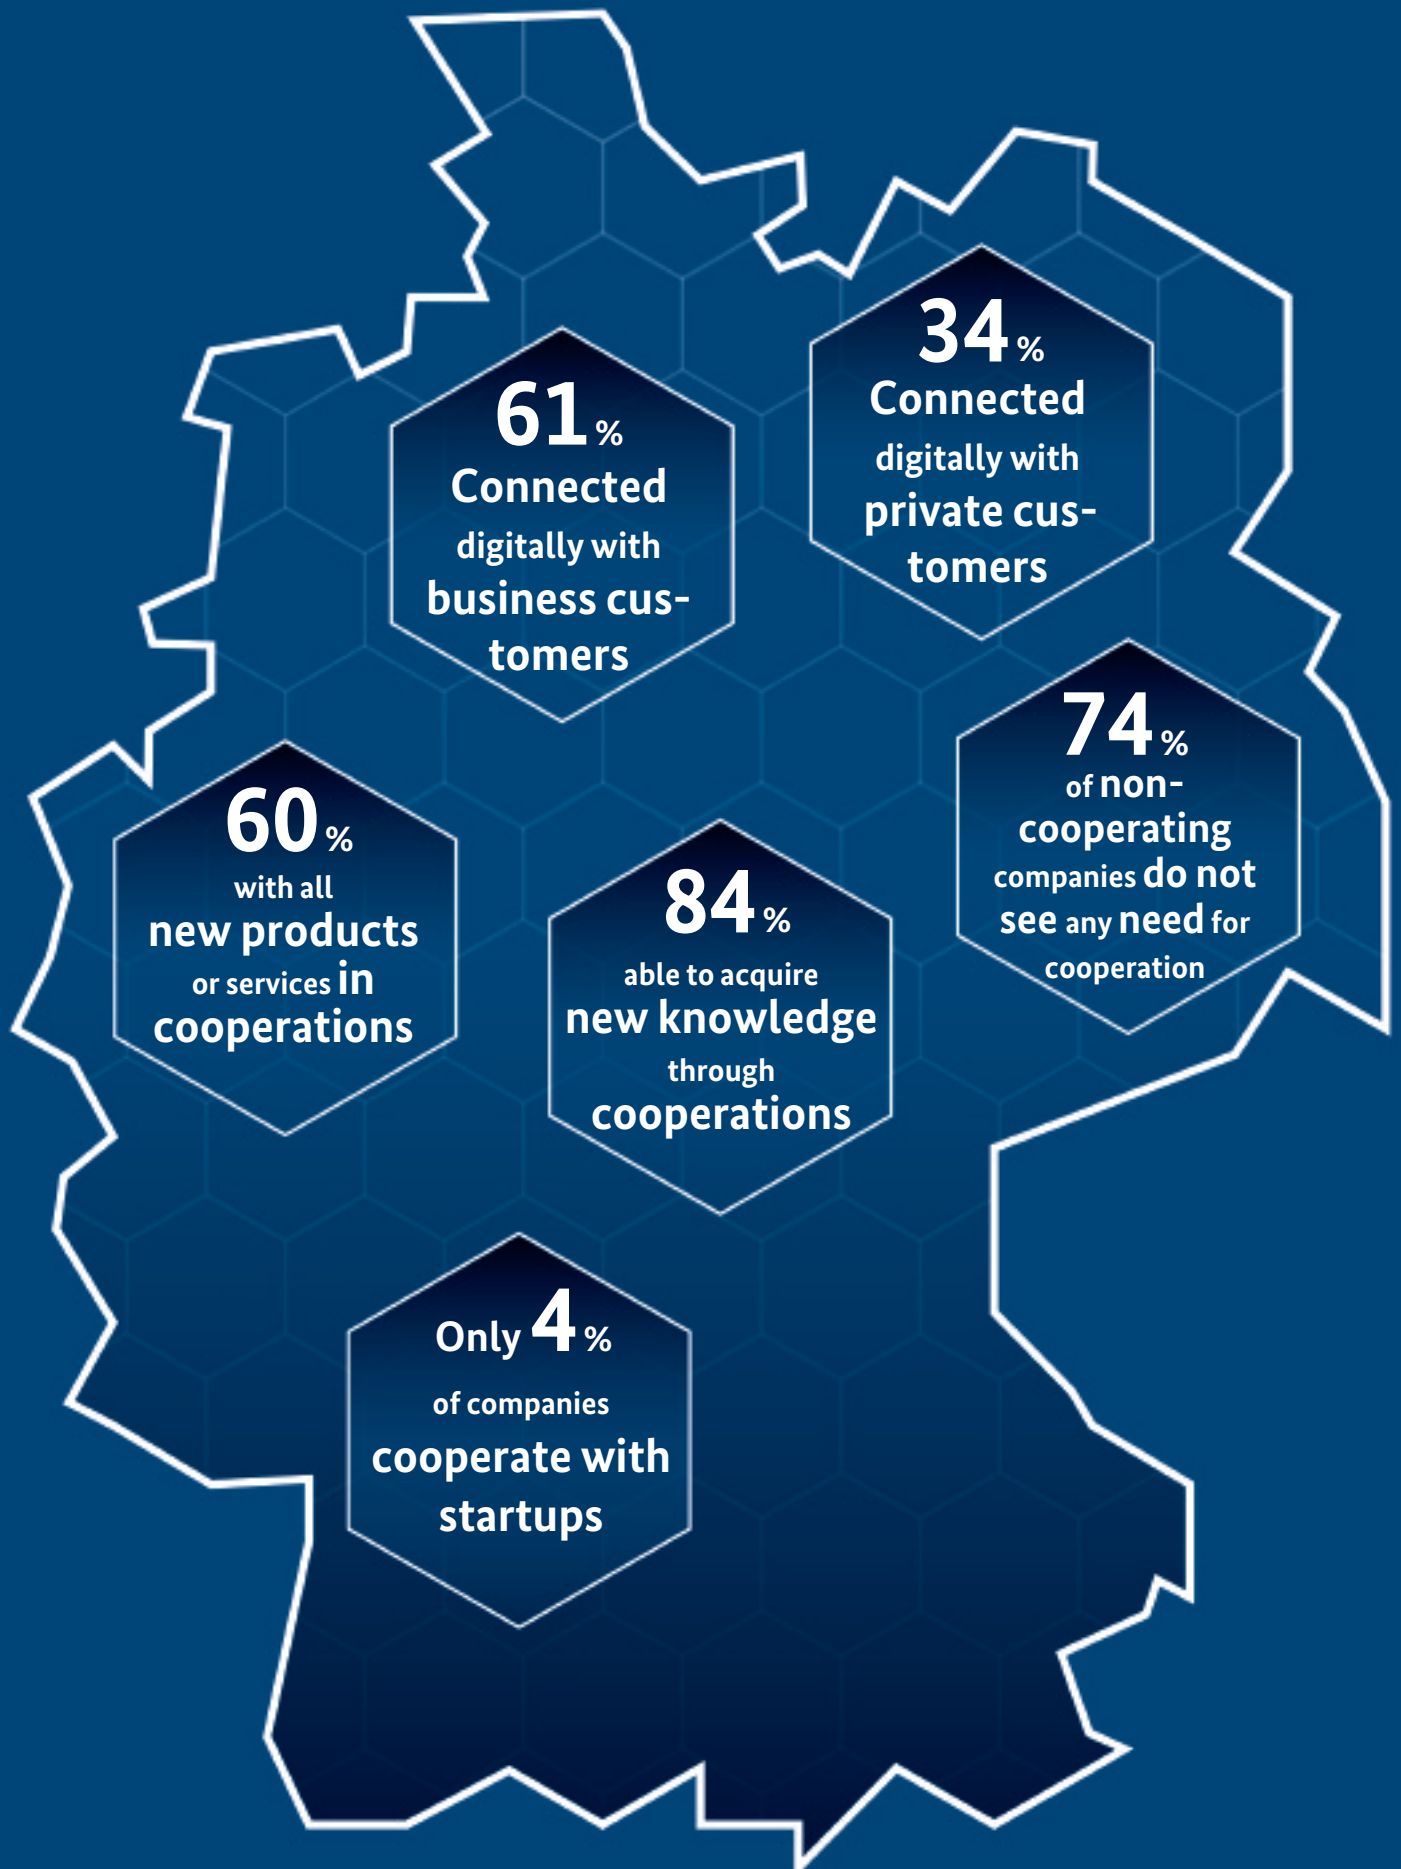 34 %
Connected
digitally with
private cus-
tomers
61 %
Connected
digitally with
business cus-
tomers
74 %
of non-
cooperating
companies do not
see any need for
cooperation
60 %
with all
new products
or services in
cooperations
84 %
able to acquire
new knowledge
through
cooperations
Only 4 %
of companies
cooperate with
startups